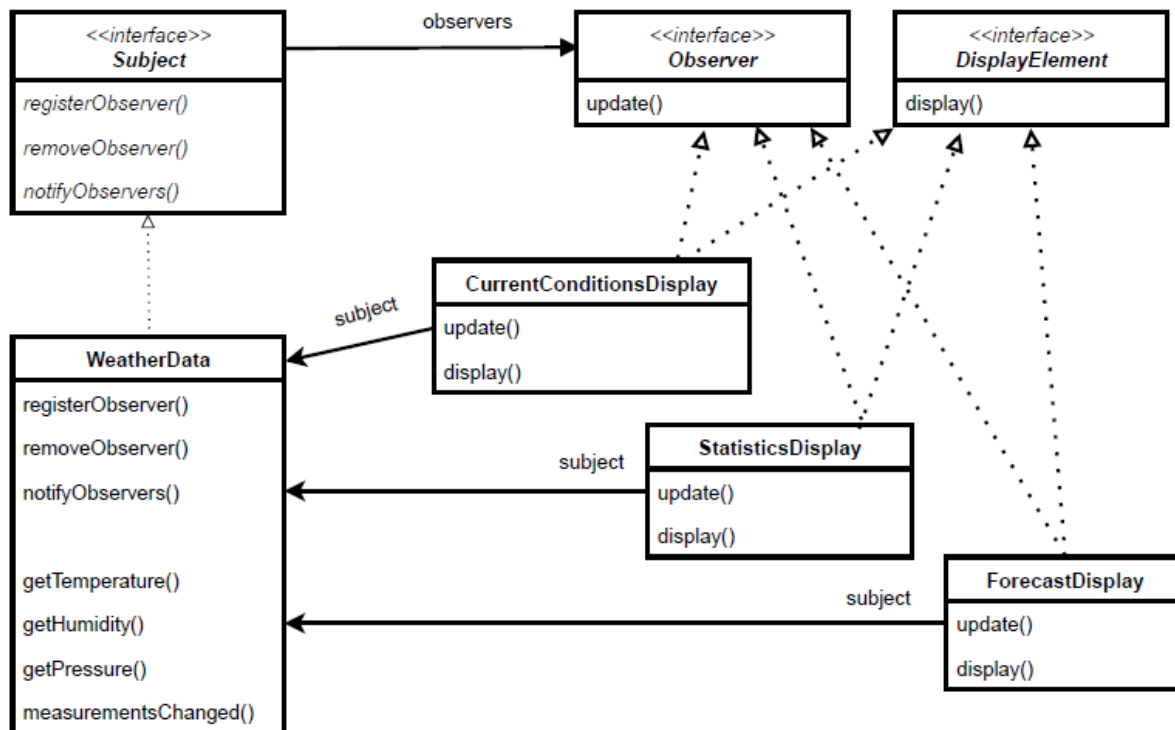 <<interface>>
Subject
registerObserver()
removeObserver()
notifyObservers()
observers
<<interface>>
Observer
update()
<<interface>>
DisplayElement
display()
CurrentConditionsDisplay
update()
display()
subject
WeatherData
registerObserver()
removeObserver()
notifyObservers()
getTemperature()
getHumidity()
getPressure()
measurementsChanged()
subject
StatisticsDisplay
update()
display()
subject
ForecastDisplay
update()
display()